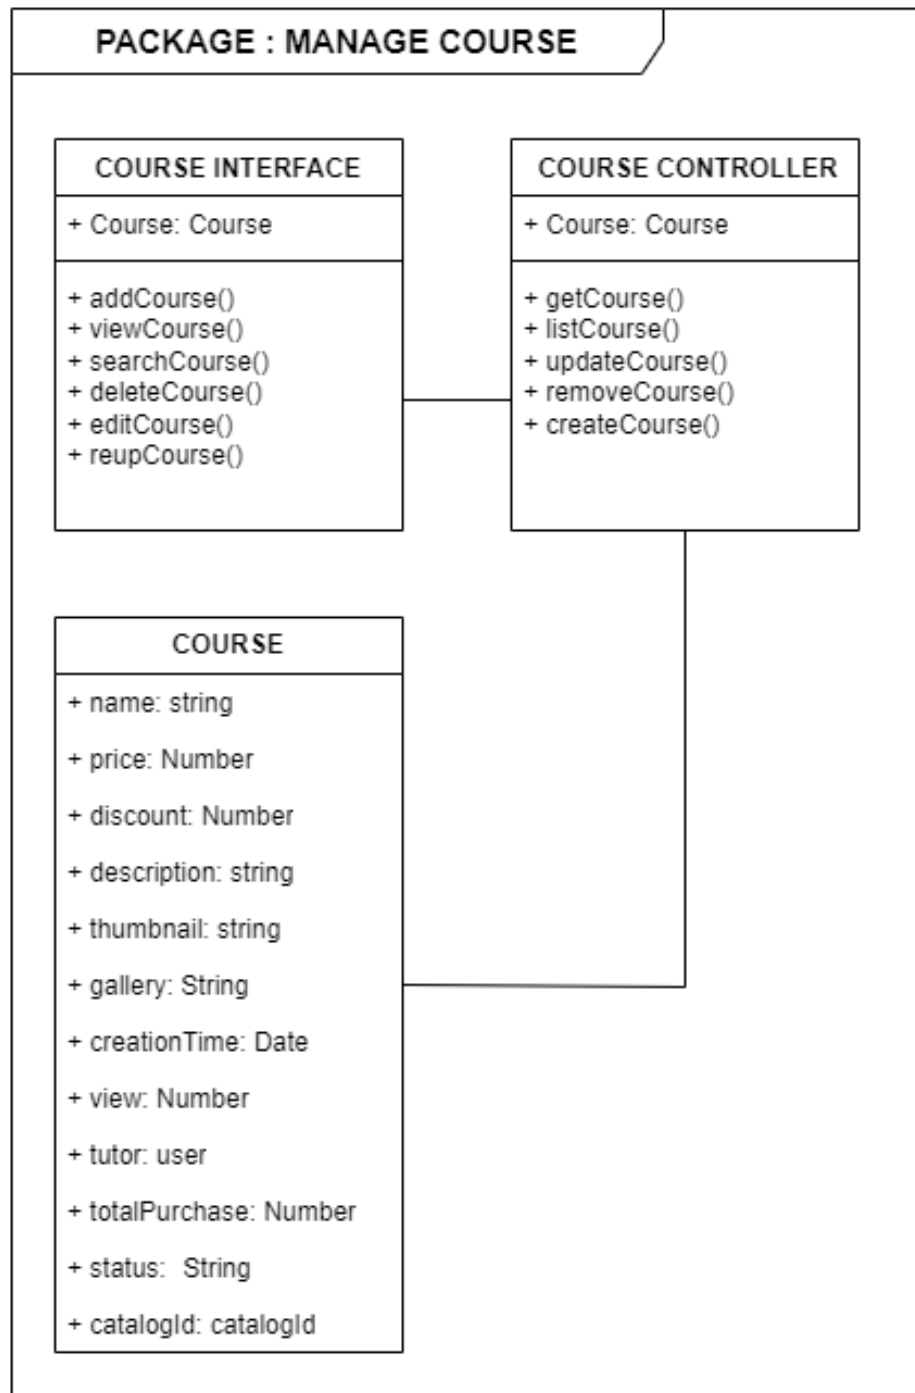 PACKAGE : MANAGE COURSE
COURSE INTERFACE
+ Course: Course
+ addCourse()
+ viewCourse()
+ searchCourse()
+ deleteCourse()
+ editCourse()
+ reupCourse()
COURSE CONTROLLER
+ Course: Course
+ getCourse()
+ listCourse()
+ updateCourse()
+ removeCourse()
+ createCourse()
COURSE
+ name: string
+ price: Number
+ discount: Number
+ description: string
+ thumbnail: string
+ gallery: String
+ creationTime: Date
+ view: Number
+ tutor: user
+ totalPurchase: Number
+ status:  String
+ catalogId: catalogId